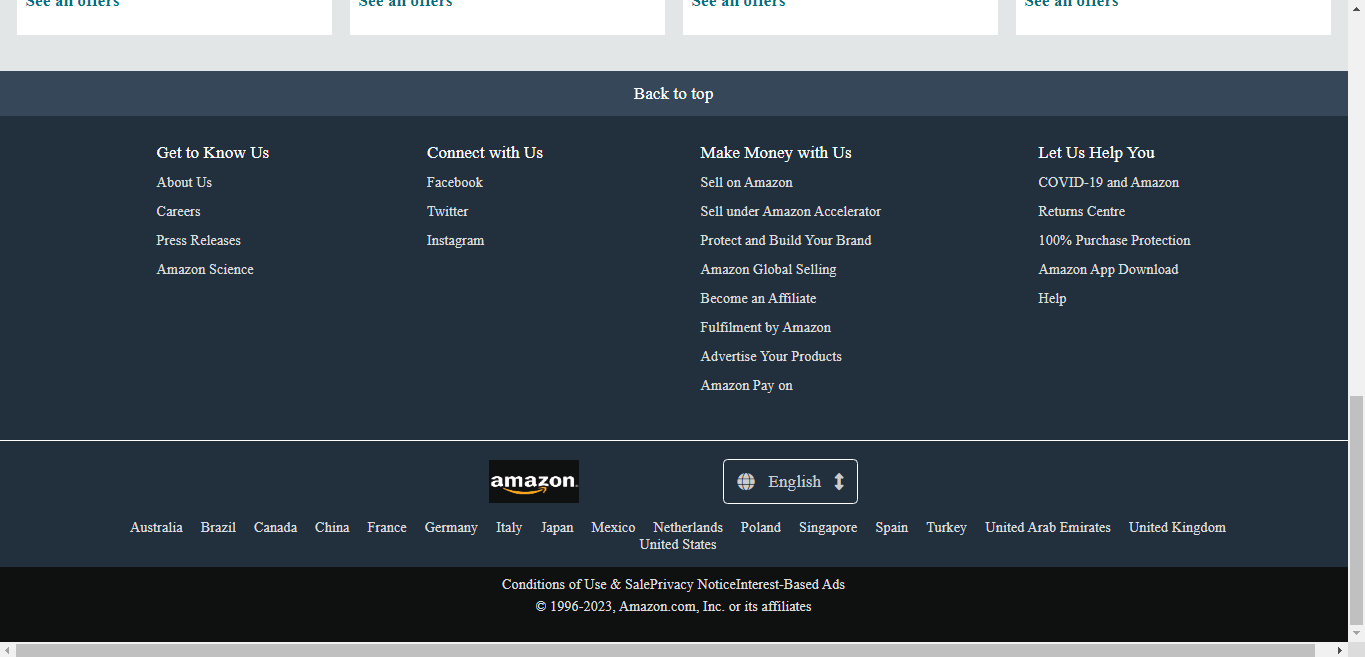 See all offers See all offers See all offers See all offers
Back to top
Get to Know Us
About Us
Careers
Press Releases
Amazon Science
Connect with Us
Facebook
Twitter
Instagram
Make Money with Us
Sell on Amazon
Sell under Amazon Accelerator
Protect and Build Your Brand
Amazon Global Selling
Become an Affiliate
Fulfilment by Amazon
Advertise Your Products
Amazon Pay on
Let Us Help You
COVID-19 and Amazon
Returns Centre
100% Purchase Protection
Amazon App Download
Help
amazon.
English
Australia Brazil Canada China France Germany Italy Japan Mexico Netherlands Poland Singapore Spain Turkey United Arab Emirates United Kingdom
United States
Conditions of Use & SalePrivacy NoticeInterest-Based Ads
© 1996-2023, Amazon.com, Inc. or its affiliates